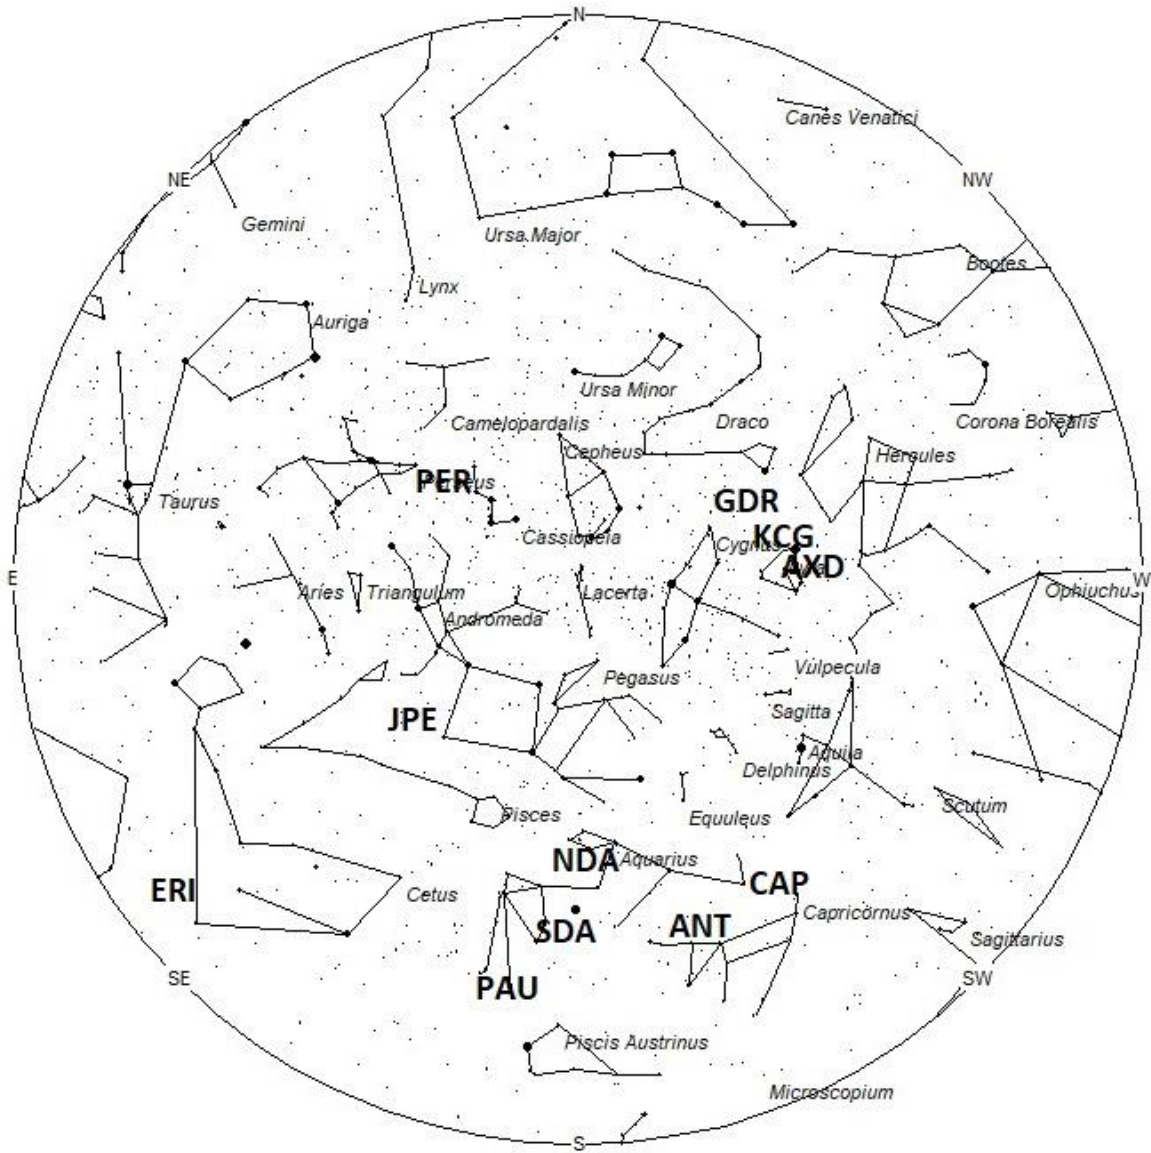 N
Canes Venatici
NE
NW
Gemini
Ursa Major
Bootes
Lynx
Auriga
Ursa Minor
Camelopardalis
Draco
Corona Borealis
Cepheus
Hercules
PER
Perseus
Taurus
GDR
Cassiopeia
Cygnus
KCG
AXD
E
W
Aries
Triangulum
Lacerta
Ophiuchus
Andromeda
Vulpecula
Pegasus
JPE
Sagitta
Aquila
Delphinus
Scutum
Pisces
Equuleus
NDA
Aquarius
CAP
ERI
Cetus
Capricornus
SDA
ANT
Sagittarius
SE
SW
PAU
Piscis Austrinus
Microscopium
S